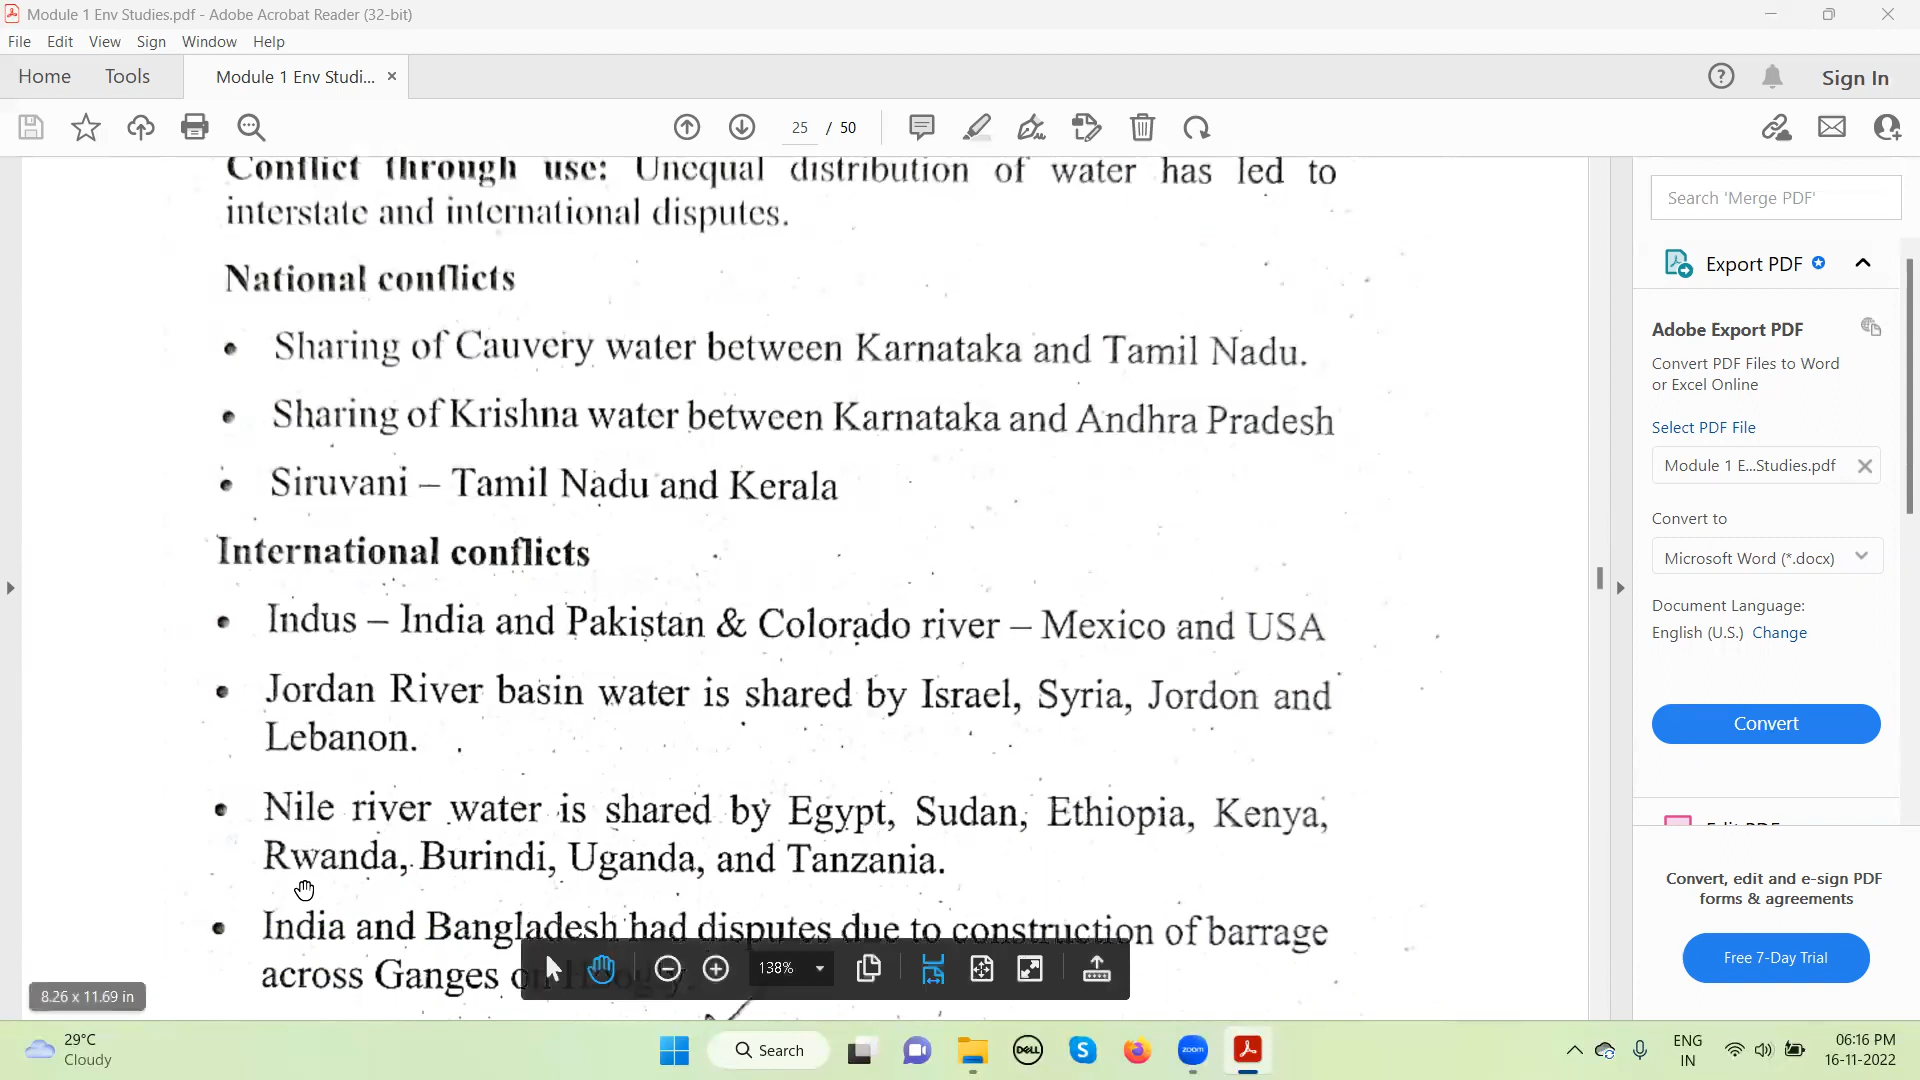 Module 1 Env Studies.pdf - Adobe Acrobat Reader (32-bit)
File Edit View Sign Window Help
Home Tools Module 1 Env Studi... × Sign In
25 / 50
Conflict through use: Unequal distribution of water has led to
interstate and international disputes.
National conflicts
• Sharing of Cauvery water between Karnataka and Tamil Nadu.
• Sharing of Krishna water between Karnataka and Andhra Pradesh
• Siruvani – Tamil Nadu and Kerala
International conflicts
• Indus – India and Pakistan & Colorado river – Mexico and USA
• Jordan River basin water is shared by Israel, Syria, Jordon and
Lebanon.
• Nile river water is shared by Egypt, Sudan, Ethiopia, Kenya,
Rwanda, Burindi, Uganda, and Tanzania.
• India and Bangladesh had disputes due to construction of barrage
across Ganges
138%
8.26 x 11.69 in
Search 'Merge PDF'
Export PDF
Adobe Export PDF
Convert PDF Files to Word
or Excel Online
Select PDF File
Module 1 E...Studies.pdf
Convert to
Microsoft Word (*.docx)
Document Language:
English (U.S.) Change
Convert
Convert, edit and e-sign PDF
forms & agreements
Free 7-Day Trial
29°C
Cloudy
Search
DELL
zoom
ENG
IN
06:16 PM
16-11-2022